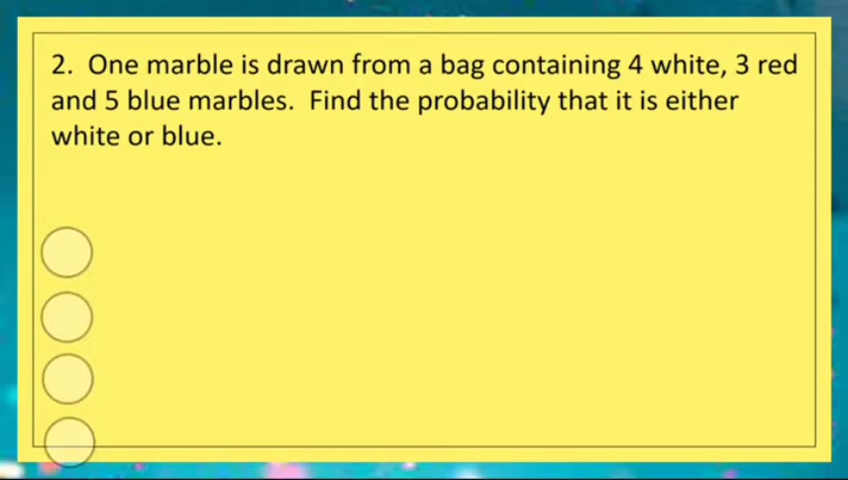 2. One marble is drawn from a bag containing 4 white, 3 red
and 5 blue marbles. Find the probability that it is either
white or blue.